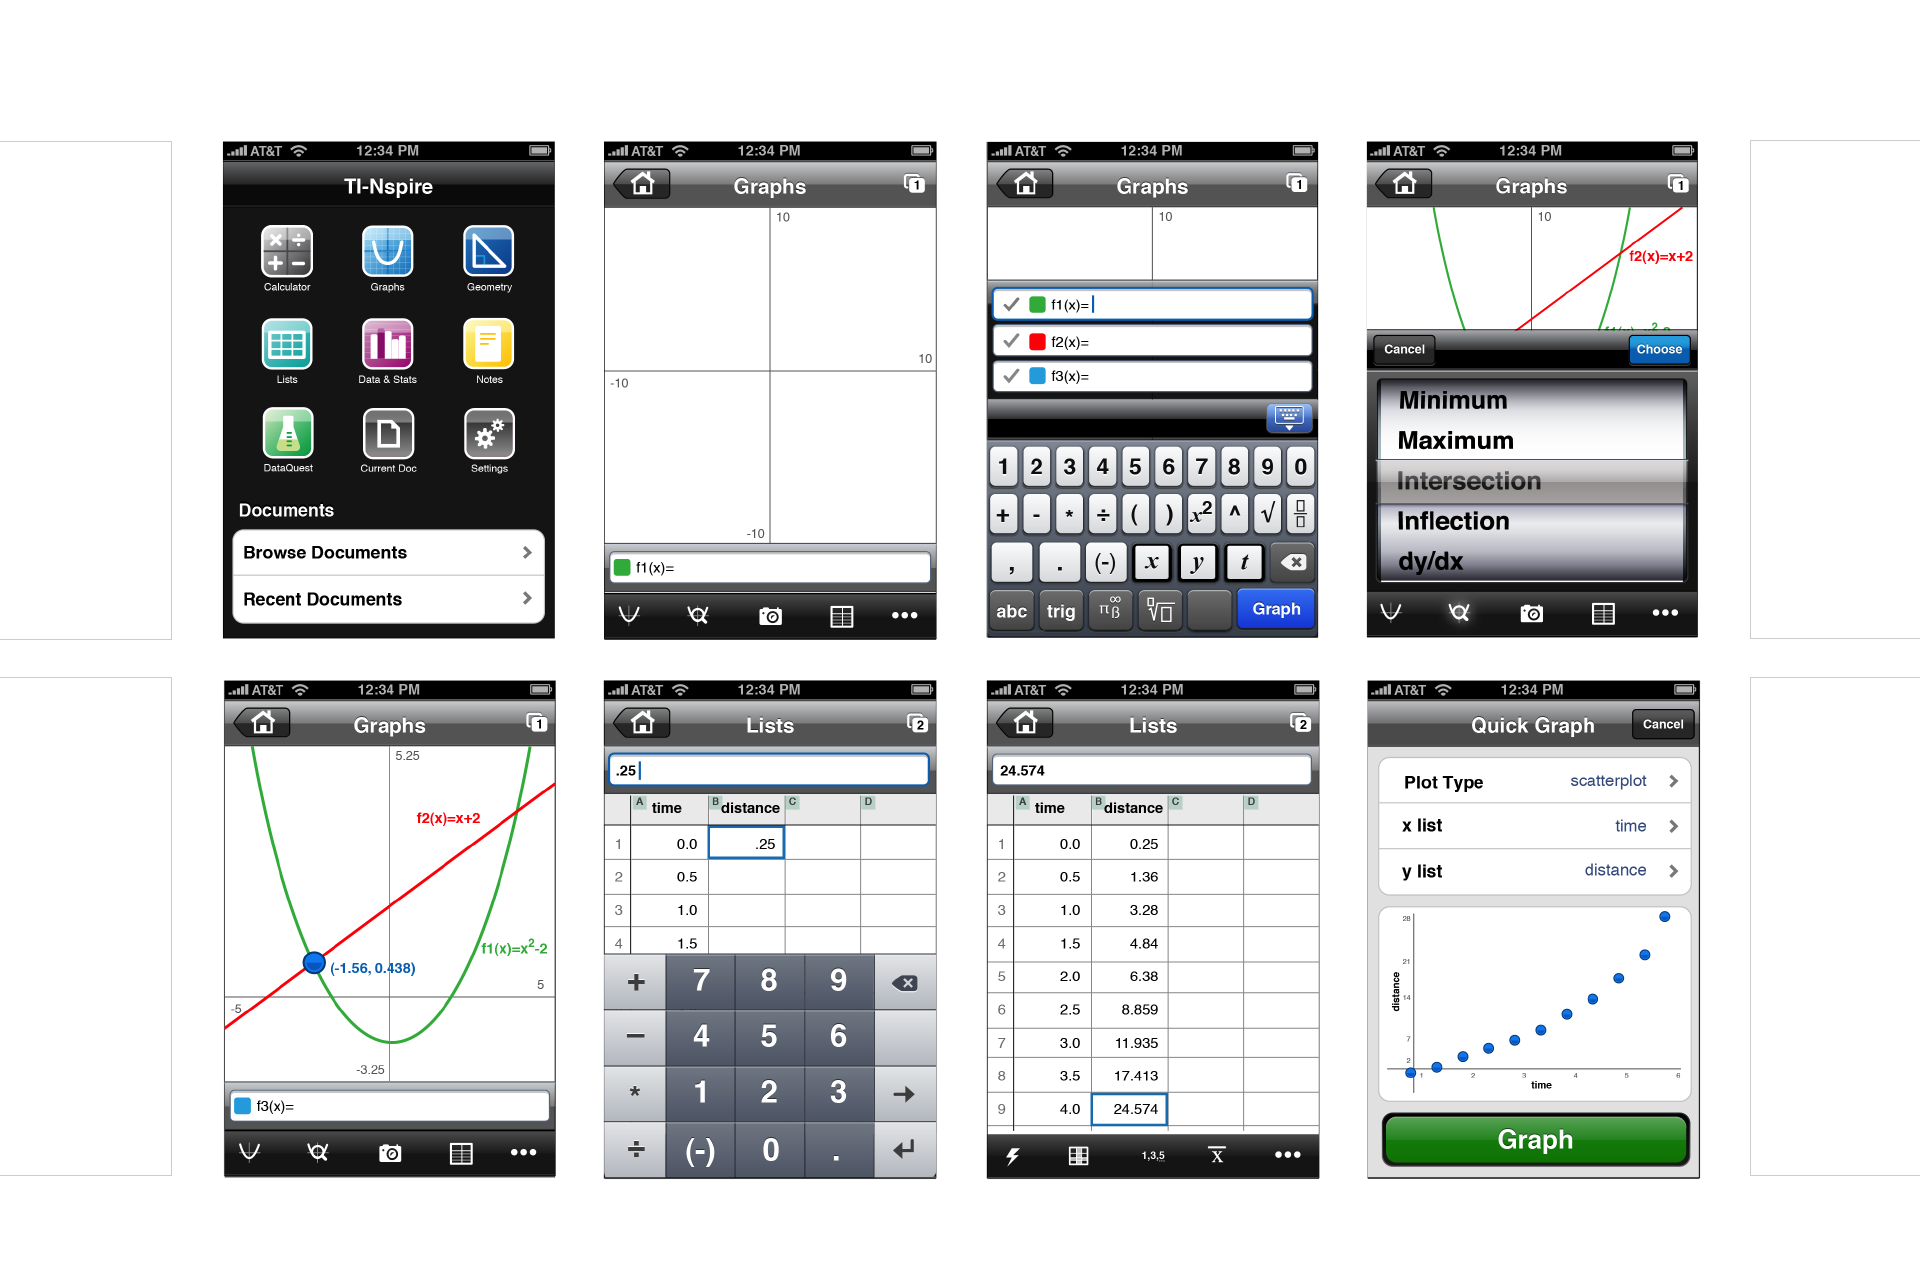 AT&T 12:34 PM
TI-Nspire
Calculator Graphs Geometry
Lists Data & Stats Notes
DataQuest Current Doc Settings
Documents
Browse Documents
Recent Documents
AT&T 12:34 PM
Graphs 1
10
10
-10
-10
f1(x)=
•••
AT&T 12:34 PM
Graphs 1
10
f1(x)=
f2(x)=
f3(x)=
1 2 3 4 5 6 7 8 9 0
+ - * ÷ ( ) x² ^ √
, . (-) x y t
abc trig π ∞ β √ Graph
AT&T 12:34 PM
Graphs 1
10
f2(x)=x+2
Cancel Choose
Minimum
Maximum
Intersection
Inflection
dy/dx
•••
AT&T 12:34 PM
Graphs 1
5.25
f2(x)=x+2
f1(x)=x²-2
(-1.56, 0.438)
5
-5
-3.25
f3(x)=
•••
AT&T 12:34 PM
Lists 2
.25
A time B distance C D
1 0.0 .25
2 0.5
3 1.0
4 1.5
+ 7 8 9
− 4 5 6
* 1 2 3 →
÷ (-) 0 . ↵
AT&T 12:34 PM
Lists 2
24.574
A time B distance C D
1 0.0 0.25
2 0.5 1.36
3 1.0 3.28
4 1.5 4.84
5 2.0 6.38
6 2.5 8.859
7 3.0 11.935
8 3.5 17.413
9 4.0 24.574
1,3,5 x̄ •••
AT&T 12:34 PM
Quick Graph Cancel
Plot Type scatterplot
x list time
y list distance
28
21
14
7
2
distance
1 2 3 4 5 6
time
Graph